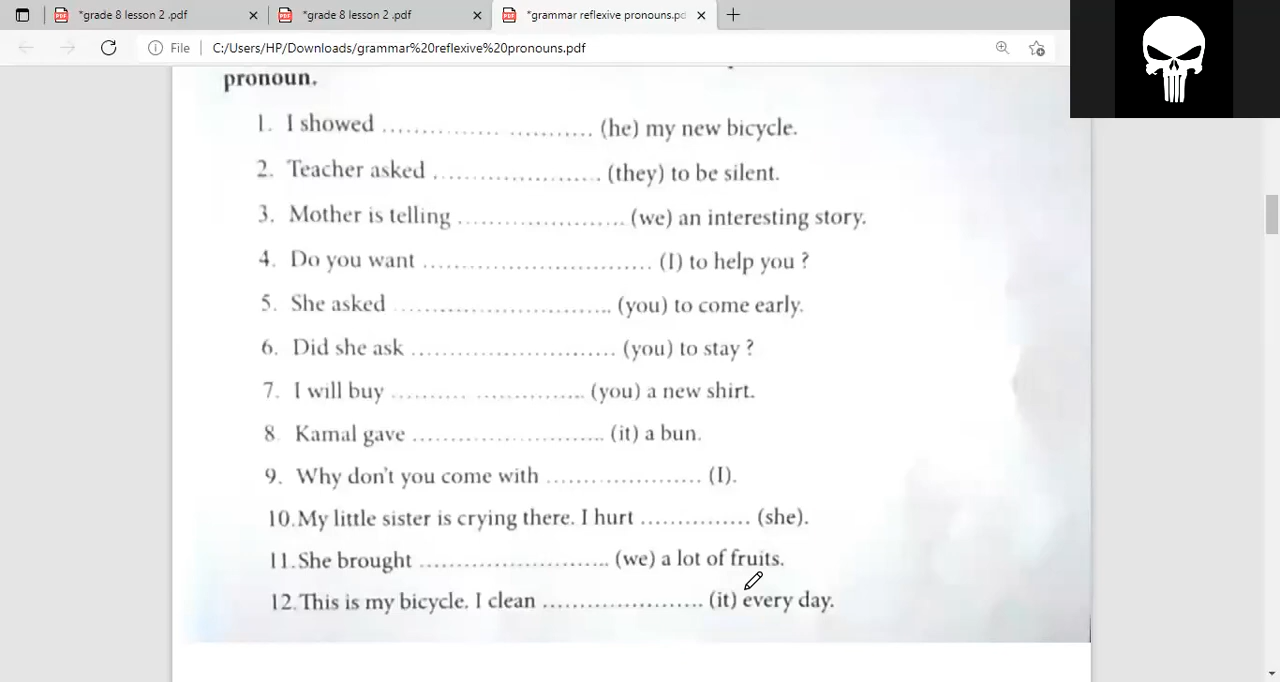 *grade 8 lesson 2 .pdf
*grade 8 lesson 2 .pdf
*grammar reflexive pronouns.pd
File
C:/Users/HP/Downloads/grammar%20reflexive%20pronouns.pdf
pronoun.
1. I showed ........................... (he) my new bicycle.
2. Teacher asked ..................... (they) to be silent.
3. Mother is telling ..................... (we) an interesting story.
4. Do you want ............................. (I) to help you ?
5. She asked ........................... (you) to come early.
6. Did she ask .......................... (you) to stay ?
7. I will buy ......................... (you) a new shirt.
8 Kamal gave ......................... (it) a bun.
9. Why don't you come with .................... (I).
10.My little sister is crying there. I hurt .............. (she).
11.She brought ........................ (we) a lot of fruits.
12.This is my bicycle. I clean ..................... (it) every day.